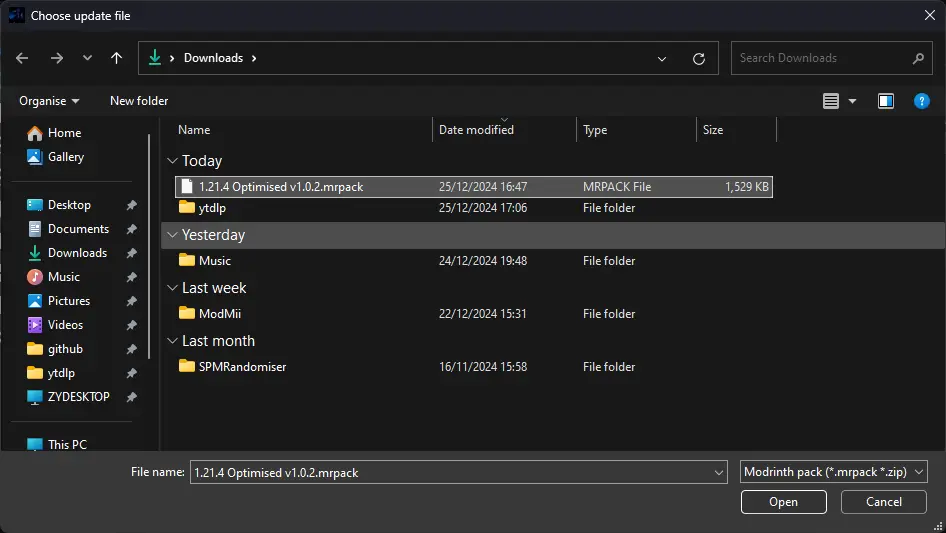 Choose update file
Downloads
Search Downloads
Organise New folder
Home
Gallery
Desktop
Documents
Downloads
Music
Pictures
Videos
github
ytdlp
ZYDESKTOP
This PC
Name Date modified Type Size
Today
1.21.4 Optimised v1.0.2.mrpack 25/12/2024 16:47 MRPACK File 1,529 KB
ytdlp 25/12/2024 17:06 File folder
Yesterday
Music 24/12/2024 19:48 File folder
Last week
ModMii 22/12/2024 15:31 File folder
Last month
SPMRandomiser 16/11/2024 15:58 File folder
File name: 1.21.4 Optimised v1.0.2.mrpack Modrinth pack (*.mrpack *.zip)
Open Cancel